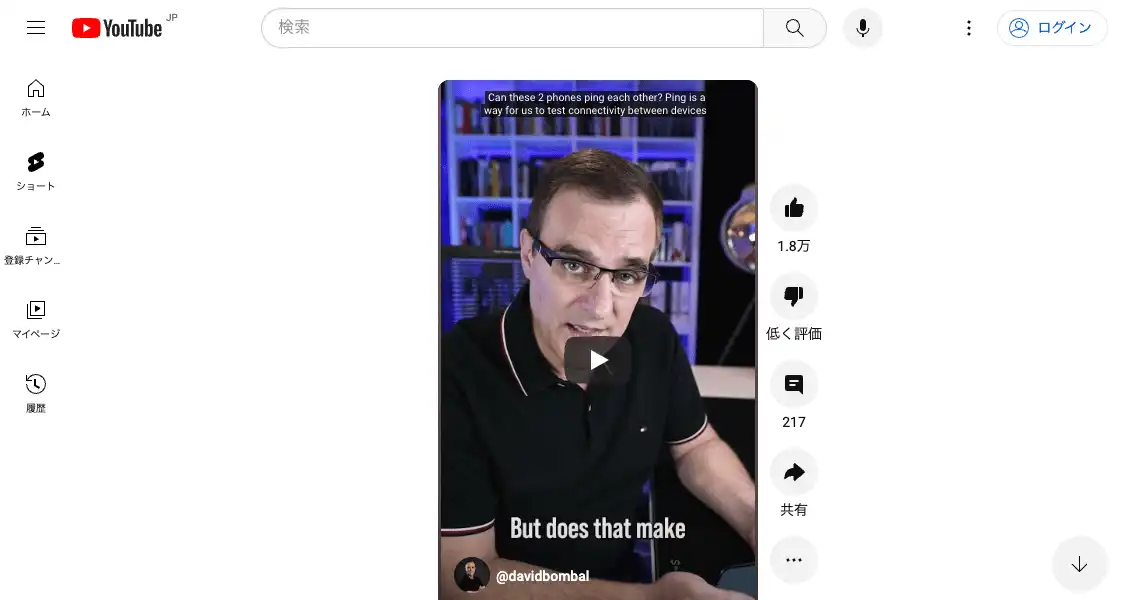 YouTube JP
検索
ログイン
ホーム
ショート
登録チャン...
マイページ
履歴
Can these 2 phones ping each other? Ping is a
way for us to test connectivity between devices
But does that make
@davidbombal
1.8万
低く評価
217
共有